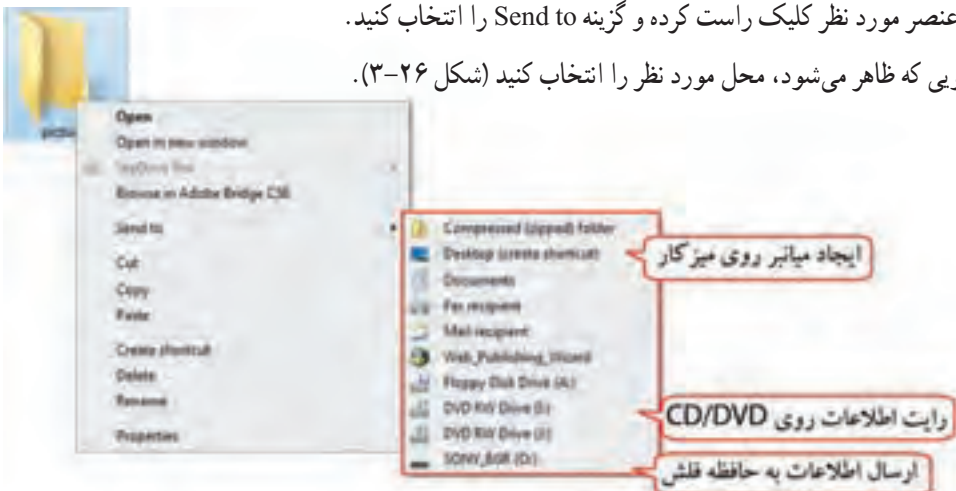 عنصر مورد نظر کلیک راست کرده و گزینه Send to را اتتخاب کنید.
ویی که ظاهر می‌شود، محل مورد نظر را انتخاب کنید (شکل ۲۶–۳).
Open
Open in new window
Browse in Adobe Bridge CS6
Send to
Cut
Copy
Paste
Create shortcut
Delete
Rename
Properties
Compressed (zipped) folder
Desktop (create shortcut)
Documents
Fax recipient
Mail recipient
Web_Publishing_Wizard
Floppy Disk Drive (A:)
DVD RW Drive
DVD RW Drive
ایجاد میانبر روی میز کار
رایت اطلاعات روی CD/DVD
ارسال اطلاعات به حافظه فلش